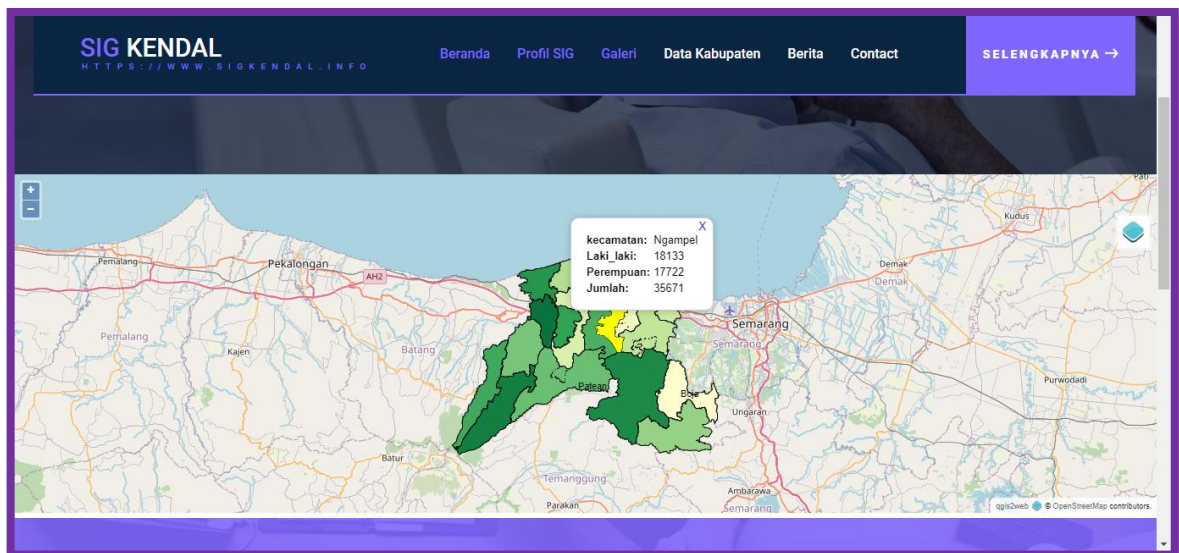 SIG KENDAL
HTTPS://WWW.SIGKENDAL.INFO
Beranda Profil SIG Galeri Data Kabupaten Berita Contact
SELENGKAPNYA →
+
−
X
kecamatan: Ngampel
Laki_laki: 18133
Perempuan: 17722
Jumlah: 35671
Pati
Kudus
Pemalang
Pekalongan
AH2
Demak
Demak
Semarang
Semarang
Pemalang
Kajen
Batang
Patean
Boja
Purwodadi
Ungaran
Batur
Temanggung
Ambarawa
Parakan
Semarang
qgis2web © OpenStreetMap contributors.